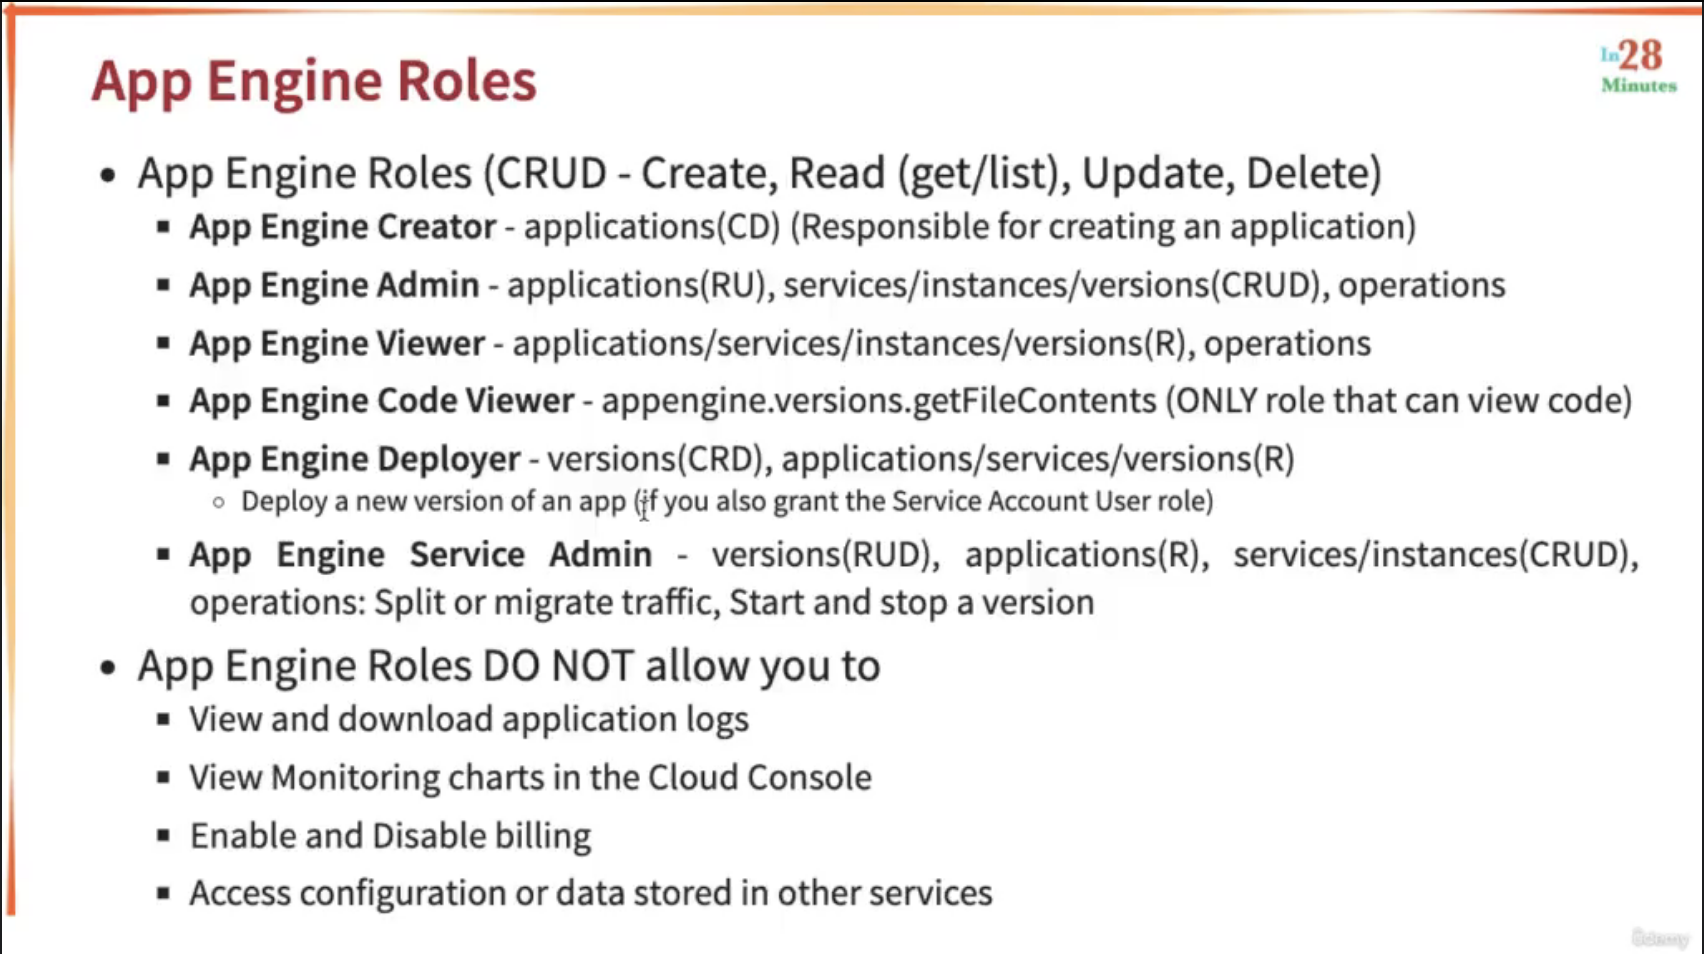 App Engine Roles
In28
Minutes
• App Engine Roles (CRUD - Create, Read (get/list), Update, Delete)
▪ App Engine Creator - applications(CD) (Responsible for creating an application)
▪ App Engine Admin - applications(RU), services/instances/versions(CRUD), operations
▪ App Engine Viewer - applications/services/instances/versions(R), operations
▪ App Engine Code Viewer - appengine.versions.getFileContents (ONLY role that can view code)
▪ App Engine Deployer - versions(CRD), applications/services/versions(R)
○ Deploy a new version of an app (if you also grant the Service Account User role)
▪ App Engine Service Admin - versions(RUD), applications(R), services/instances(CRUD),
operations: Split or migrate traffic, Start and stop a version
• App Engine Roles DO NOT allow you to
▪ View and download application logs
▪ View Monitoring charts in the Cloud Console
▪ Enable and Disable billing
▪ Access configuration or data stored in other services
Udemy